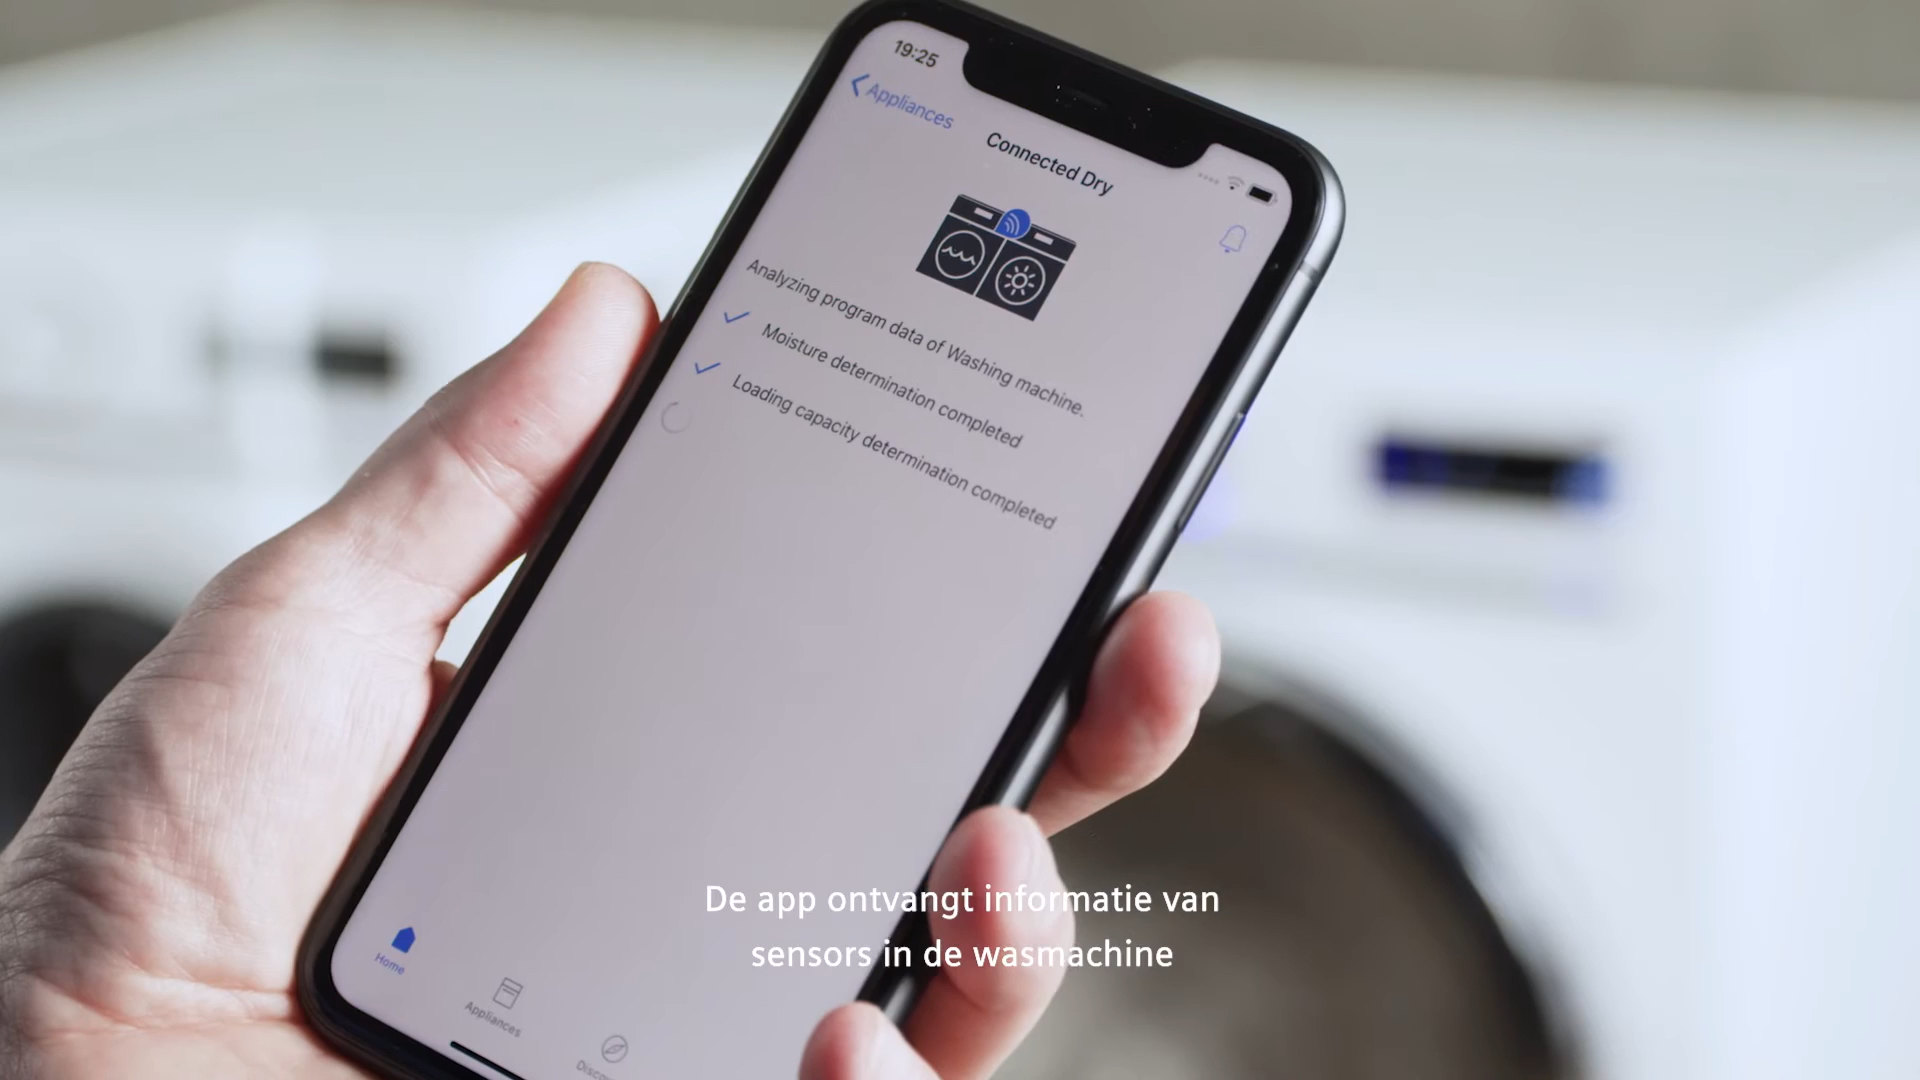 19:25
Appliances
Connected Dry
Analyzing program data of Washing machine.
Moisture determination completed
Loading capacity determination completed
De app ontvangt informatie van
sensors in de wasmachine
Home
Appliances